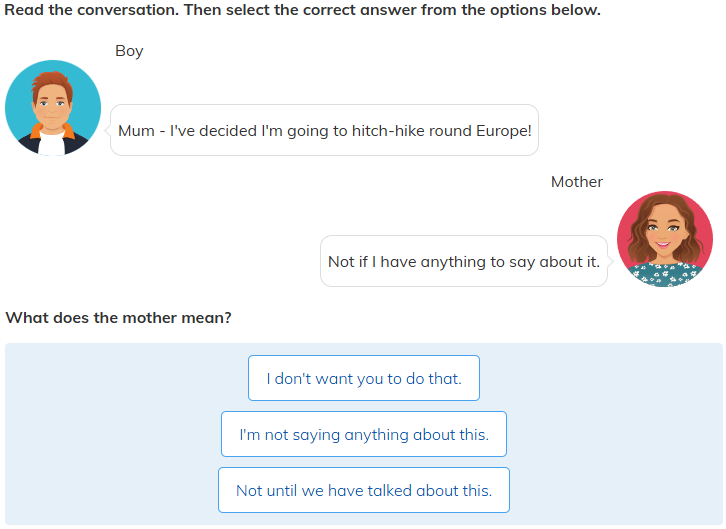 Read the conversation. Then select the correct answer from the options below.
Boy
Mum - I've decided I'm going to hitch-hike round Europe!
Mother
Not if I have anything to say about it.
What does the mother mean?
I don't want you to do that.
I'm not saying anything about this.
Not until we have talked about this.